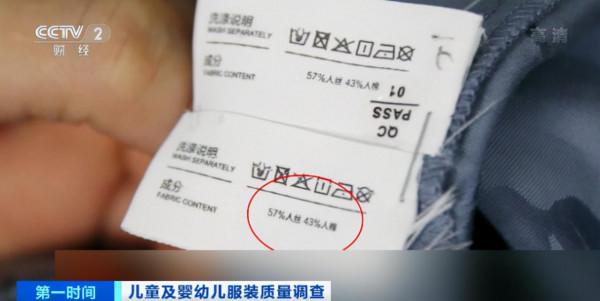 CCTV 2
财经
高清
洗涤说明
WASH SEPARATELY
成分
FABRIC CONTENT
57%人丝 43%人棉
QC
PASS
01
洗涤说明
WASH SEPARATELY
成分
FABRIC CONTENT
57%人丝 43%人棉
第一时间
儿童及婴幼儿服装质量调查